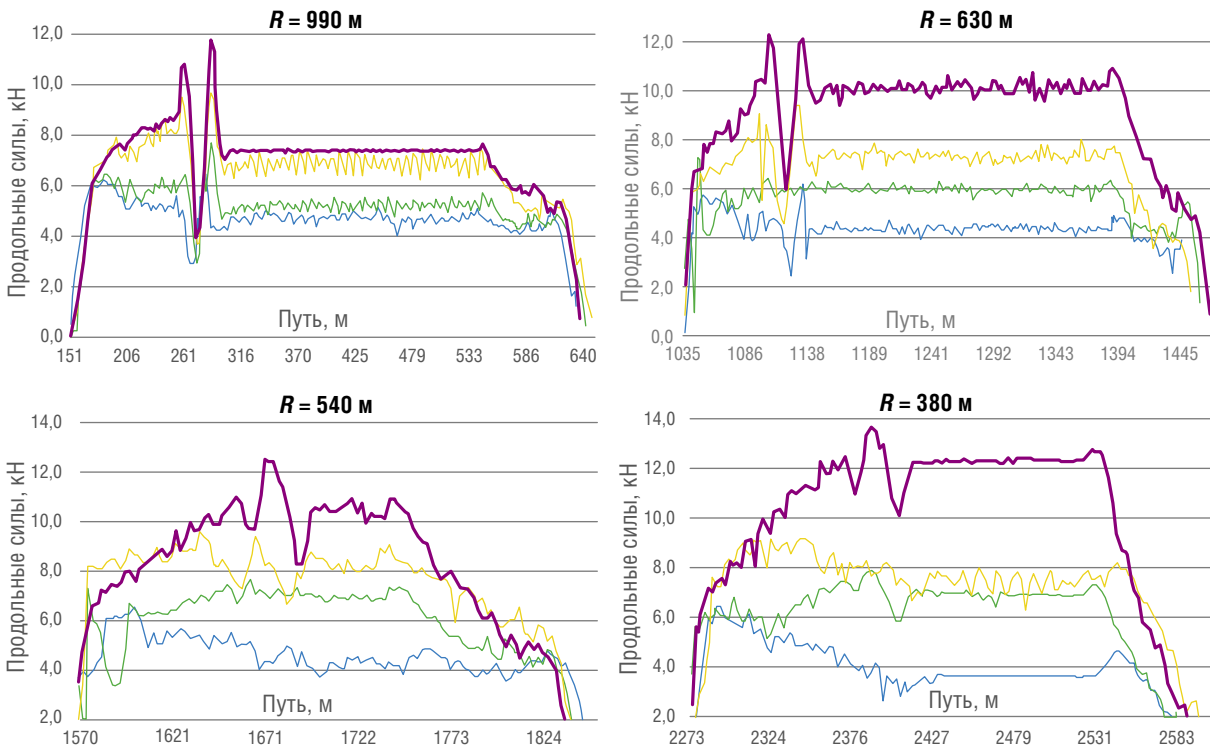 R = 990 м
Продольные силы, кН
12,0
10,0
8,0
6,0
4,0
2,0
0,0
Путь, м
151 206 261 316 370 425 479 533 586 640
R = 630 м
Продольные силы, кН
12,0
10,0
8,0
6,0
4,0
2,0
0,0
Путь, м
1035 1086 1138 1189 1241 1292 1343 1394 1445
R = 540 м
Продольные силы, кН
14,0
12,0
10,0
8,0
6,0
4,0
2,0
Путь, м
1570 1621 1671 1722 1773 1824
R = 380 м
Продольные силы, кН
14,0
12,0
10,0
8,0
6,0
4,0
2,0
Путь, м
2273 2324 2376 2427 2479 2531 2583